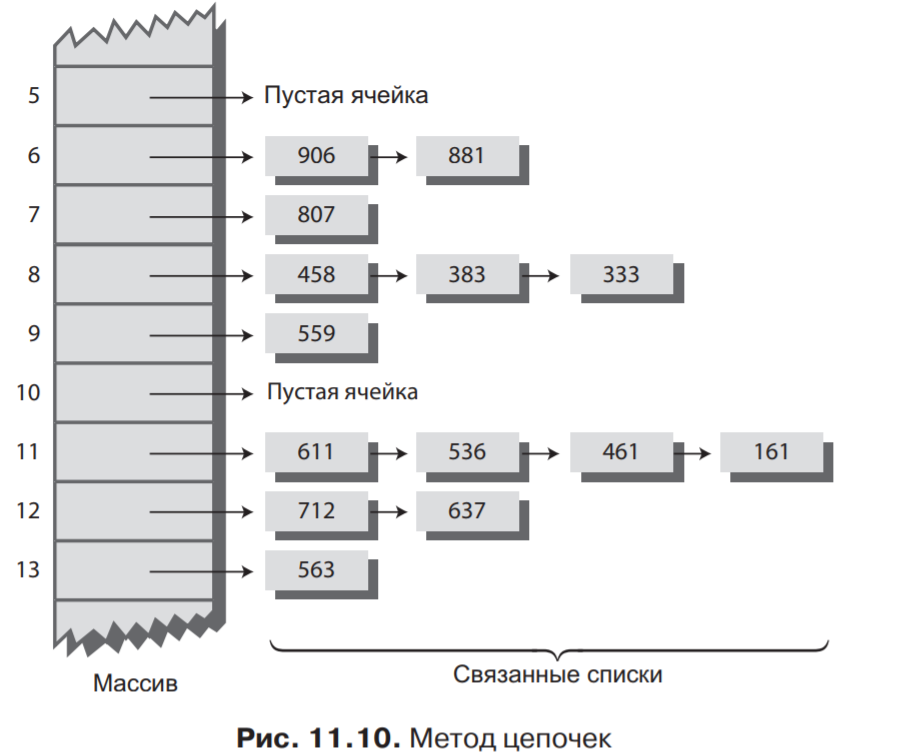 5 Пустая ячейка
6 906 881
7 807
8 458 383 333
9 559
10 Пустая ячейка
11 611 536 461 161
12 712 637
13 563
Массив
Связанные списки
Рис. 11.10. Метод цепочек